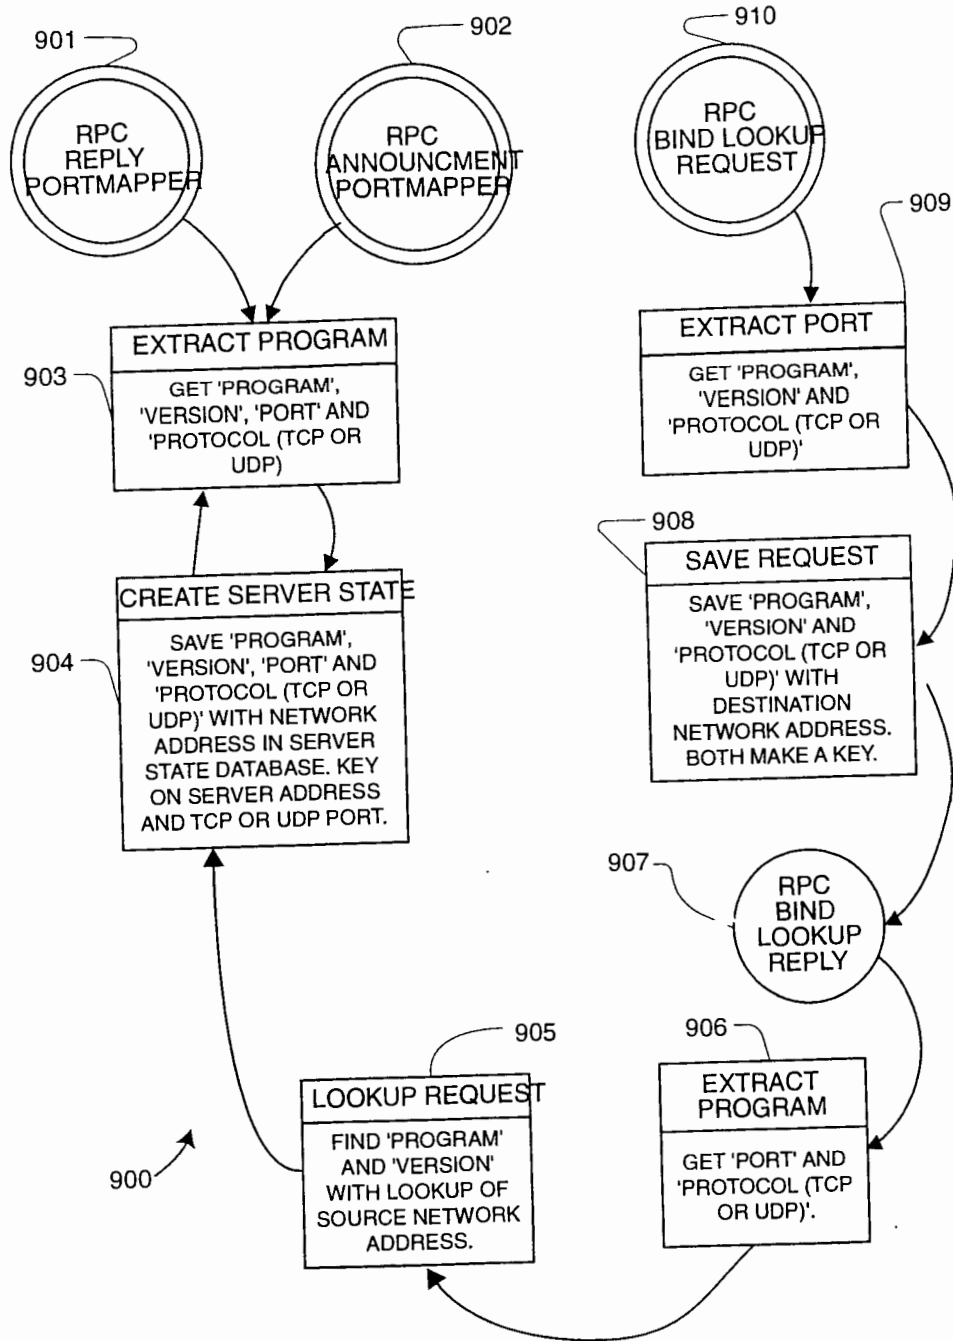 901
902
910
RPC
REPLY
PORTMAPPER
RPC
ANNOUNCMENT
PORTMAPPER
RPC
BIND LOOKUP
REQUEST
909
EXTRACT PROGRAM
GET 'PROGRAM',
'VERSION', 'PORT' AND
'PROTOCOL (TCP OR
UDP)
903
EXTRACT PORT
GET 'PROGRAM',
'VERSION' AND
'PROTOCOL (TCP OR
UDP)'
908
SAVE REQUEST
SAVE 'PROGRAM',
'VERSION' AND
'PROTOCOL (TCP OR
UDP)' WITH
DESTINATION
NETWORK ADDRESS.
BOTH MAKE A KEY.
CREATE SERVER STATE
SAVE 'PROGRAM',
'VERSION', 'PORT' AND
'PROTOCOL (TCP OR
UDP)' WITH NETWORK
ADDRESS IN SERVER
STATE DATABASE. KEY
ON SERVER ADDRESS
AND TCP OR UDP PORT.
904
907
RPC
BIND
LOOKUP
REPLY
905
906
LOOKUP REQUEST
FIND 'PROGRAM'
AND 'VERSION'
WITH LOOKUP OF
SOURCE NETWORK
ADDRESS.
EXTRACT
PROGRAM
GET 'PORT' AND
'PROTOCOL (TCP
OR UDP)'.
900